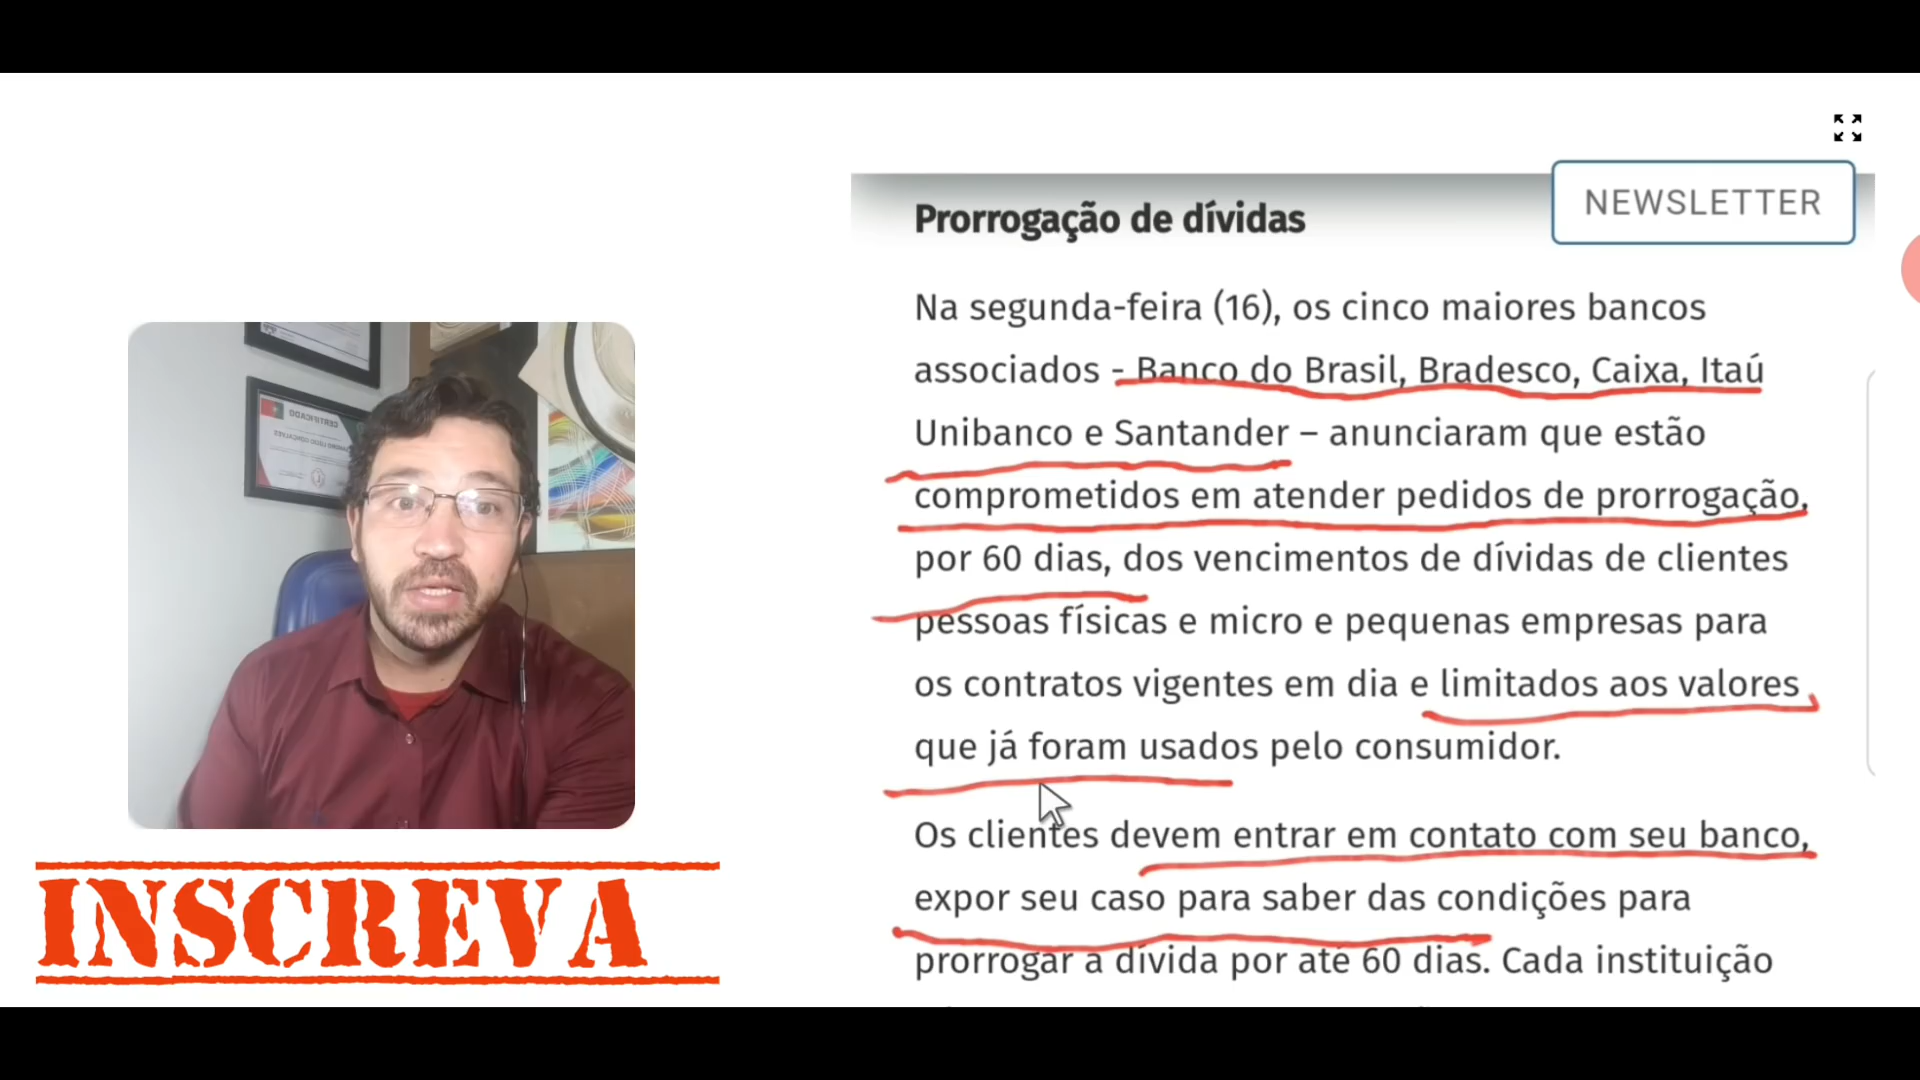 NEWSLETTER
Prorrogação de dívidas
Na segunda-feira (16), os cinco maiores bancos
associados - Banco do Brasil, Bradesco, Caixa, Itaú
Unibanco e Santander – anunciaram que estão
comprometidos em atender pedidos de prorrogação,
por 60 dias, dos vencimentos de dívidas de clientes
pessoas físicas e micro e pequenas empresas para
os contratos vigentes em dia e limitados aos valores
que já foram usados pelo consumidor.
Os clientes devem entrar em contato com seu banco,
expor seu caso para saber das condições para
prorrogar a dívida por até 60 dias. Cada instituição
CERTIFICADO
INSCREVA